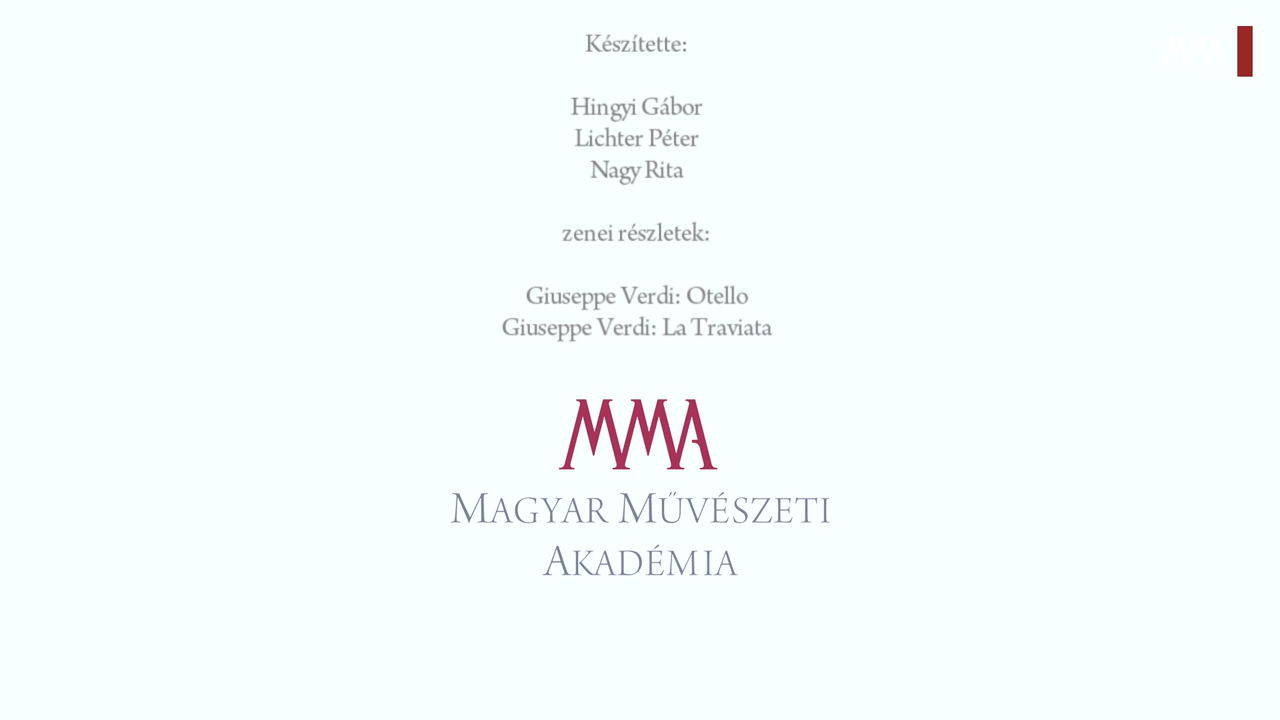 Készítette:
Hingyi Gábor
Lichter Péter
Nagy Rita
zenei részletek:
Giuseppe Verdi: Otello
Giuseppe Verdi: La Traviata
MMA
MAGYAR MŰVÉSZETI
AKADÉMIA